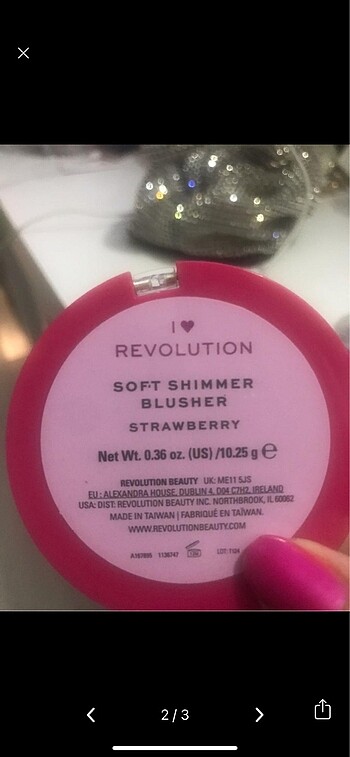 I ♥
REVOLUTION
SOFT SHIMMER
BLUSHER
STRAWBERRY
Net Wt. 0.36 oz. (US) /10.25 g ℮
REVOLUTION BEAUTY UK: ME11 5JS
EU : ALEXANDRA HOUSE, DUBLIN 4, D04 C7H2, IRELAND
USA: DIST: REVOLUTION BEAUTY INC. NORTHBROOK, IL 60062
MADE IN TAIWAN | FABRIQUÉ EN TAÏWAN.
WWW.REVOLUTIONBEAUTY.COM
LOT:
2 / 3